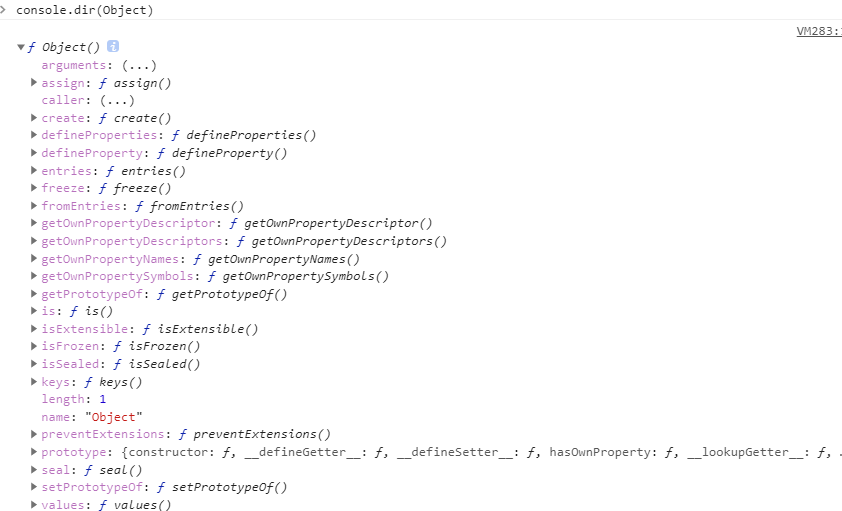 console.dir(Object)
VM283:
ƒ Object()
arguments: (...)
assign: ƒ assign()
caller: (...)
create: ƒ create()
defineProperties: ƒ defineProperties()
defineProperty: ƒ defineProperty()
entries: ƒ entries()
freeze: ƒ freeze()
fromEntries: ƒ fromEntries()
getOwnPropertyDescriptor: ƒ getOwnPropertyDescriptor()
getOwnPropertyDescriptors: ƒ getOwnPropertyDescriptors()
getOwnPropertyNames: ƒ getOwnPropertyNames()
getOwnPropertySymbols: ƒ getOwnPropertySymbols()
getPrototypeOf: ƒ getPrototypeOf()
is: ƒ is()
isExtensible: ƒ isExtensible()
isFrozen: ƒ isFrozen()
isSealed: ƒ isSealed()
keys: ƒ keys()
length: 1
name: "Object"
preventExtensions: ƒ preventExtensions()
prototype: {constructor: ƒ, __defineGetter__: ƒ, __defineSetter__: ƒ, hasOwnProperty: ƒ, __lookupGetter__: ƒ, .
seal: ƒ seal()
setPrototypeOf: ƒ setPrototypeOf()
values: ƒ values()